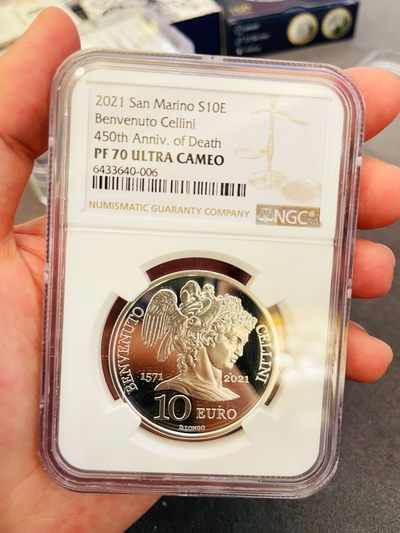 2021 San Marino S10E
Benvenuto Cellini
450th Anniv. of Death
PF 70 ULTRA CAMEO
6433640-006
NUMISMATIC GUARANTY COMPANY
NGC
BENVENUTO
CELLINI
1571
2021
10 EURO
D.LONGO